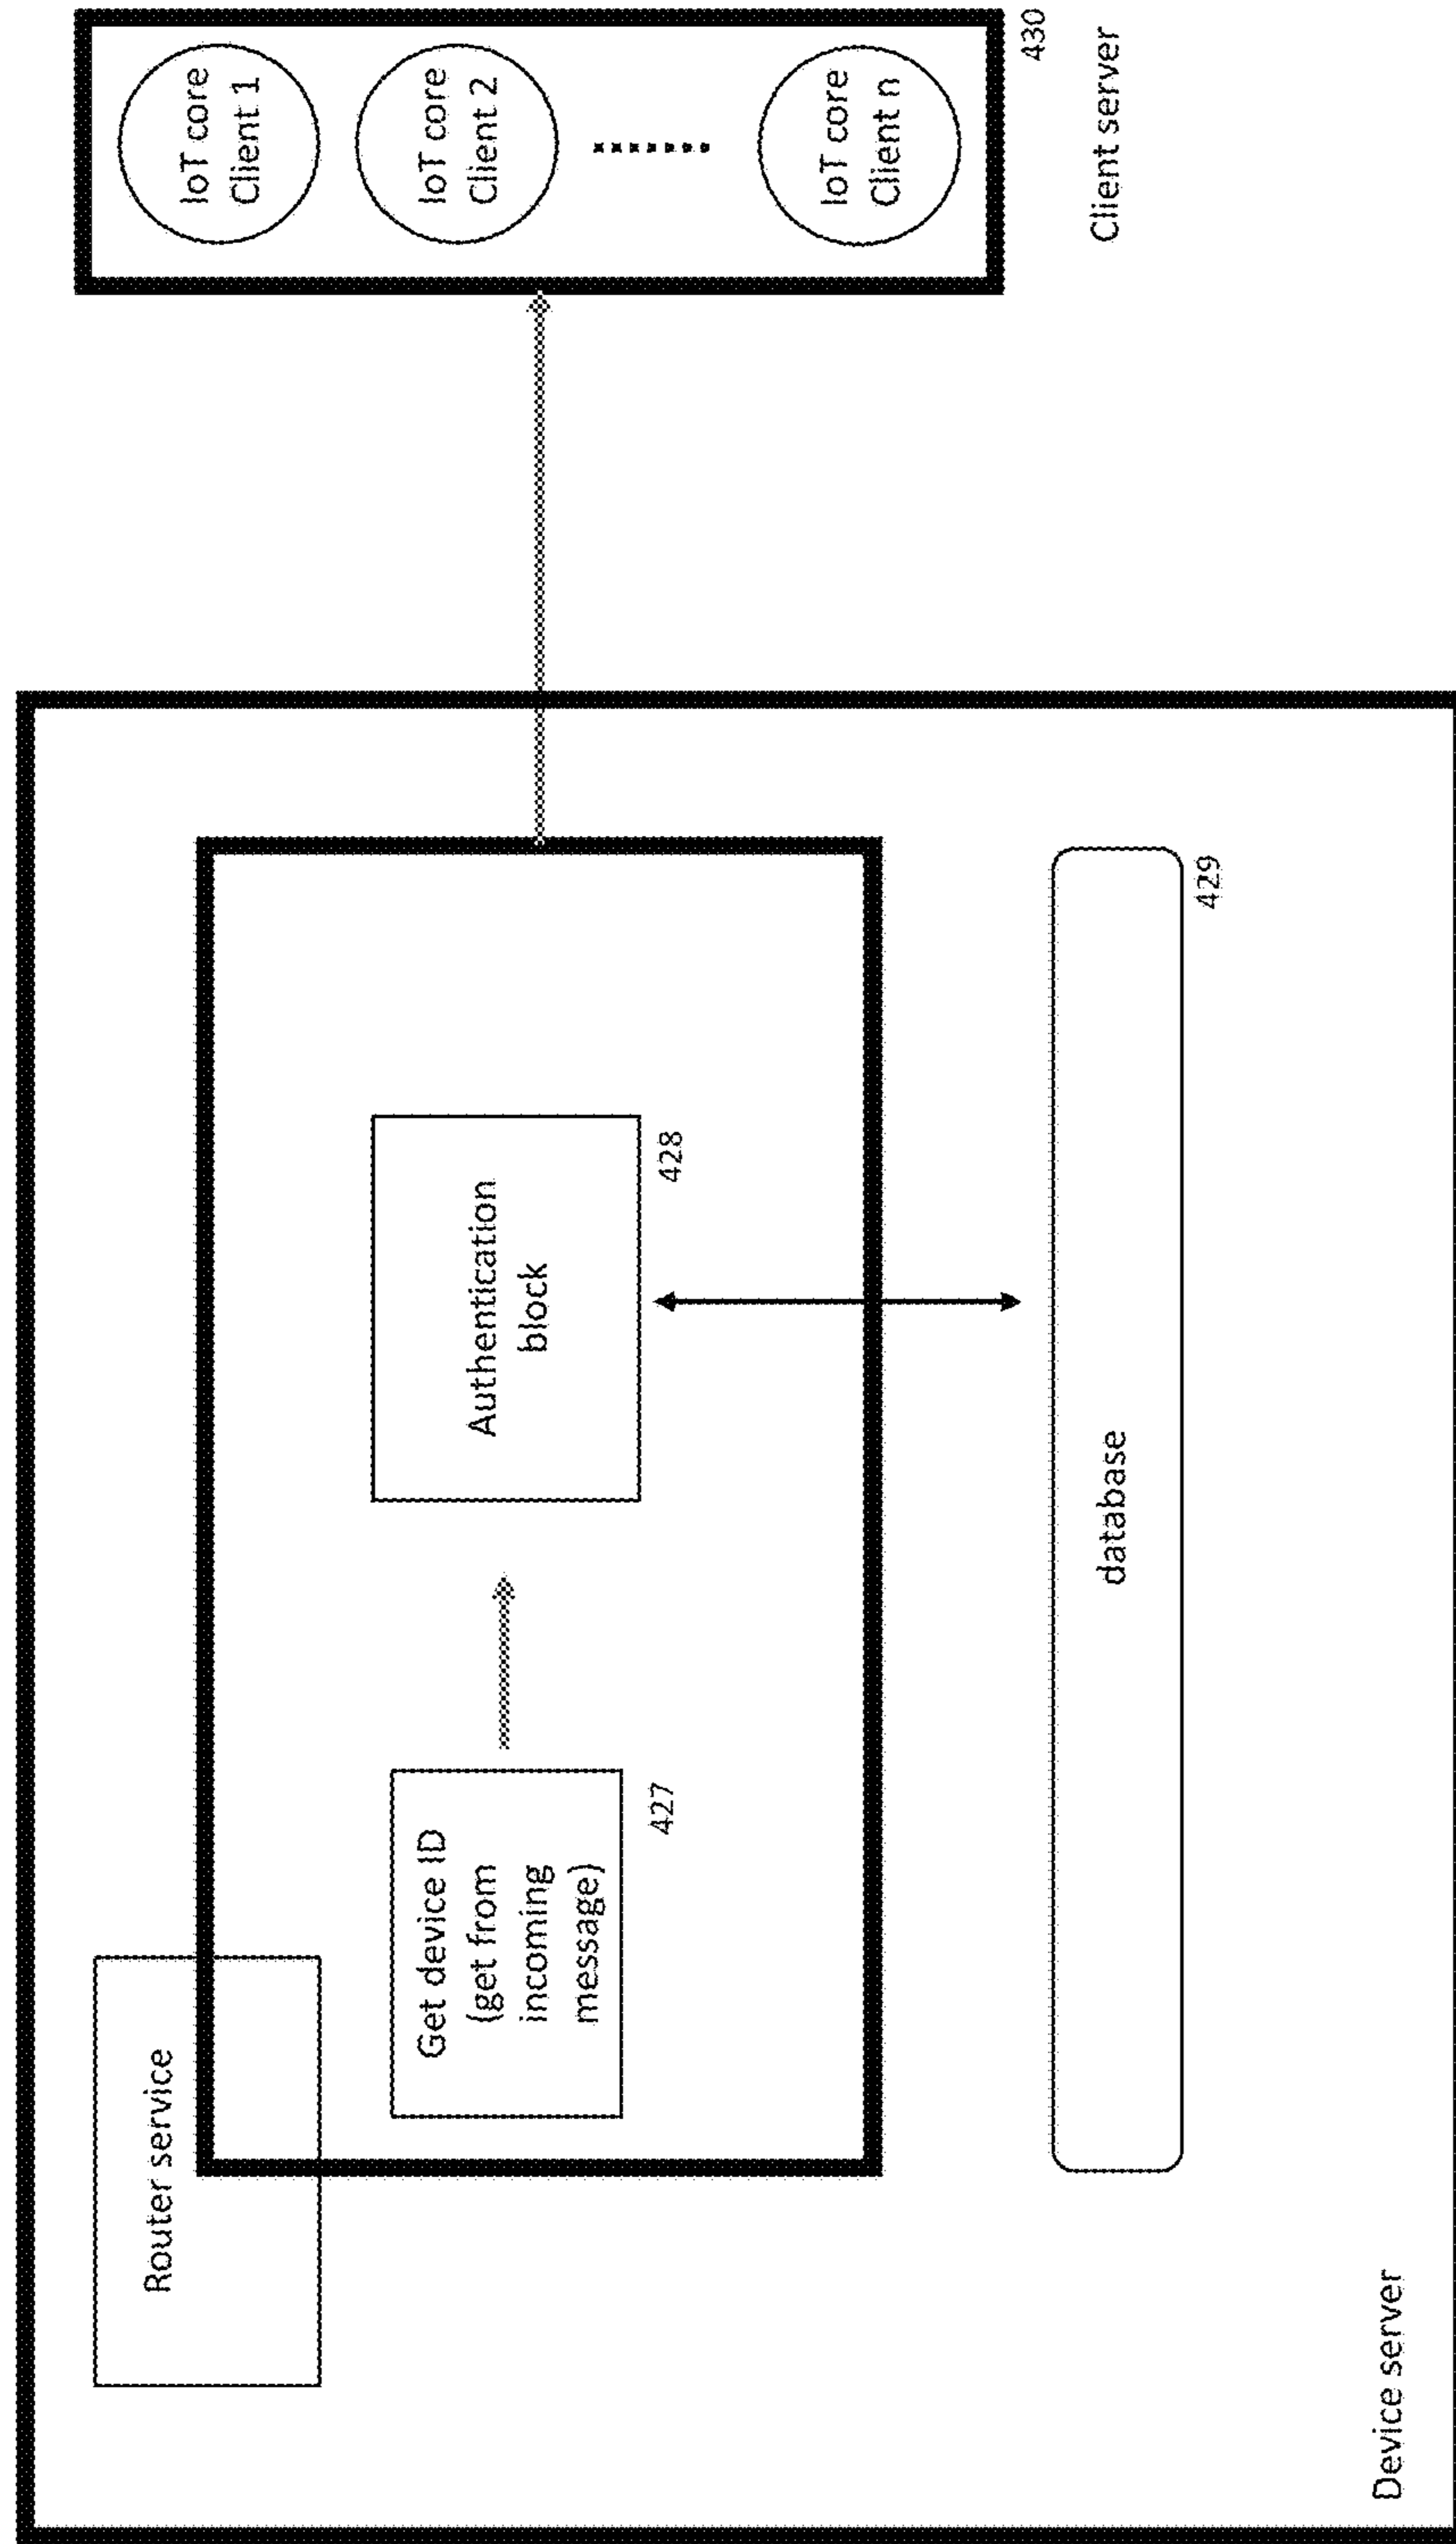 Router service
Get device ID
(get from
incoming
message)
427
Authentication
block
428
database
429
Device server
IoT core
Client 1
IoT core
Client 2
IoT core
Client n
430
Client server